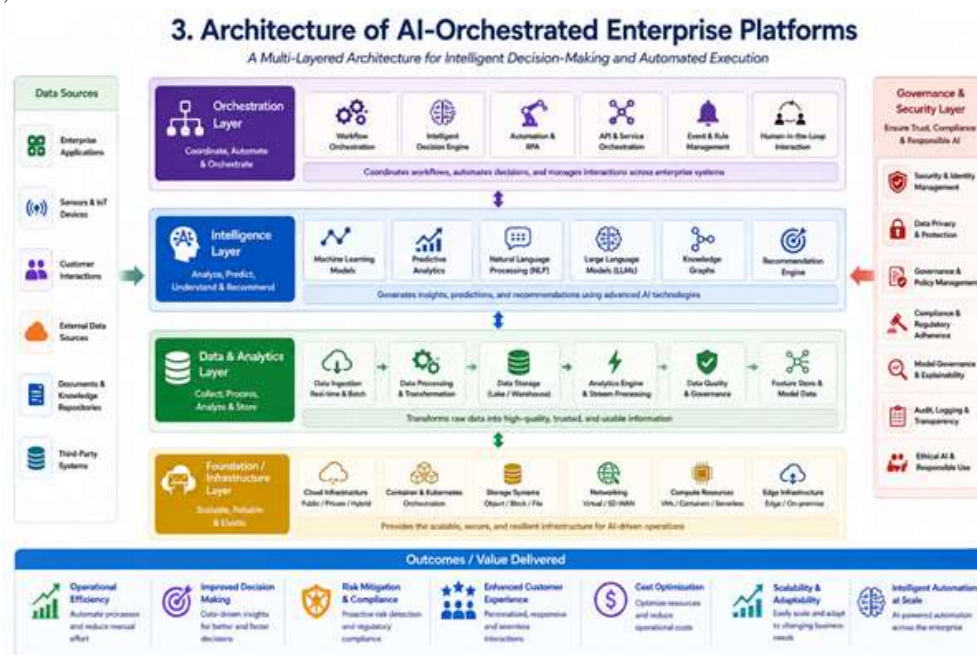 3. Architecture of AI-Orchestrated Enterprise Platforms
A Multi-Layered Architecture for Intelligent Decision-Making and Automated Execution
Data Sources
Enterprise
Applications
Sensors & IoT
Devices
Customer
Interactions
External Data
Sources
Documents &
Knowledge
Repositories
Third-Party
Systems
Orchestration
Layer
Coordinate, Automate
& Orchestrate
Workflow
Orchestration
Intelligent
Decision Engine
Automation &
RPA
API & Service
Orchestration
Event & Rule
Management
Human-in-the-Loop
Interaction
Coordinates workflows, automates decisions, and manages interactions across enterprise systems
AI
Intelligence
Layer
Analyze, Predict,
Understand & Recommend
Machine Learning
Models
Predictive
Analytics
Natural Language
Processing (NLP)
Large Language
Models (LLMs)
Knowledge
Graphs
Recommendation
Engine
Generates insights, predictions, and recommendations using advanced AI technologies
Data & Analytics
Layer
Collect, Process,
Analyze & Store
Data Ingestion
Real-time & Batch
Data Processing
& Transformation
Data Storage
(Lake / Warehouse)
Analytics Engine
& Stream Processing
Data Quality
& Governance
Feature Store &
Model Data
Transforms raw data into high-quality, trusted, and usable information
Foundation /
Infrastructure
Layer
Scalable, Reliable
& Elastic
Cloud Infrastructure
Public / Private / Hybrid
Container & Kubernetes
Orchestration
Storage Systems
Object / Block / File
Networking
Virtual / SD-WAN
Compute Resources
VMs / Containers / Serverless
Edge Infrastructure
Edge / On-premise
Provides the scalable, secure, and resilient infrastructure for AI-driven operations
Governance &
Security Layer
Ensure Trust, Compliance
& Responsible AI
Security & Identity
Management
Data Privacy
& Protection
Governance &
Policy Management
Compliance &
Regulatory
Adherence
Model Governance
& Explainability
Audit, Logging &
Transparency
Ethical AI &
Responsible Use
Outcomes / Value Delivered
Operational
Efficiency
Automate processes
and reduce manual
effort
Improved Decision
Making
Data-driven insights
for better and faster
decisions
Risk Mitigation
& Compliance
Proactive risk detection
and regulatory
compliance
Enhanced Customer
Experience
Personalized, responsive
and seamless
interactions
$
Cost Optimization
Optimize resources
and reduce
operational costs
Scalability &
Adaptability
Easily scale and adapt
to changing business
needs
Intelligent Automation
at Scale
AI-powered automation
across the enterprise